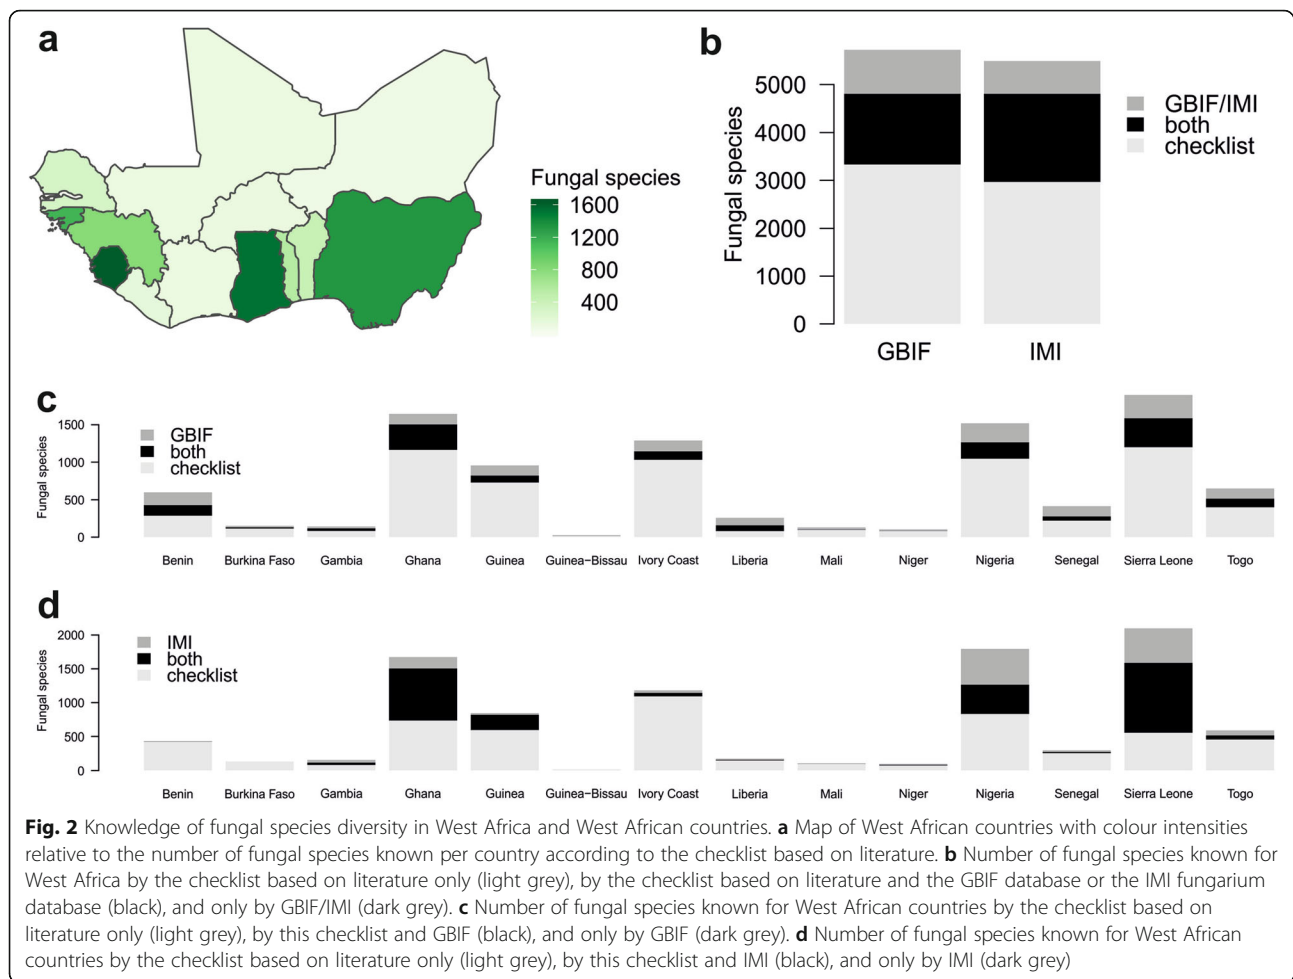 a
Fungal species
1600
1200
800
400
b
Fungal species
5000
4000
3000
2000
1000
0
GBIF
IMI
GBIF/IMI
both
checklist
c
Fungal species
1500
1000
500
0
GBIF
both
checklist
Benin Burkina Faso Gambia Ghana Guinea Guinea−Bissau Ivory Coast Liberia Mali Niger Nigeria Senegal Sierra Leone Togo
d
Fungal species
2000
1500
1000
500
0
IMI
both
checklist
Benin Burkina Faso Gambia Ghana Guinea Guinea−Bissau Ivory Coast Liberia Mali Niger Nigeria Senegal Sierra Leone Togo
Fig. 2 Knowledge of fungal species diversity in West Africa and West African countries. a Map of West African countries with colour intensities
relative to the number of fungal species known per country according to the checklist based on literature. b Number of fungal species known for
West Africa by the checklist based on literature only (light grey), by the checklist based on literature and the GBIF database or the IMI fungarium
database (black), and only by GBIF/IMI (dark grey). c Number of fungal species known for West African countries by the checklist based on
literature only (light grey), by this checklist and GBIF (black), and only by GBIF (dark grey). d Number of fungal species known for West African
countries by the checklist based on literature only (light grey), by this checklist and IMI (black), and only by IMI (dark grey)